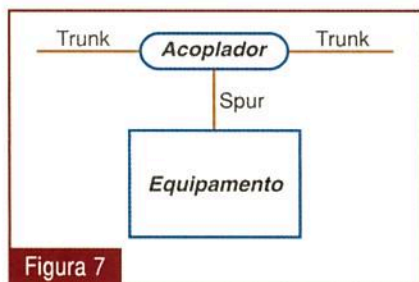 Trunk
Acoplador
Trunk
Spur
Equipamento
Figura 7